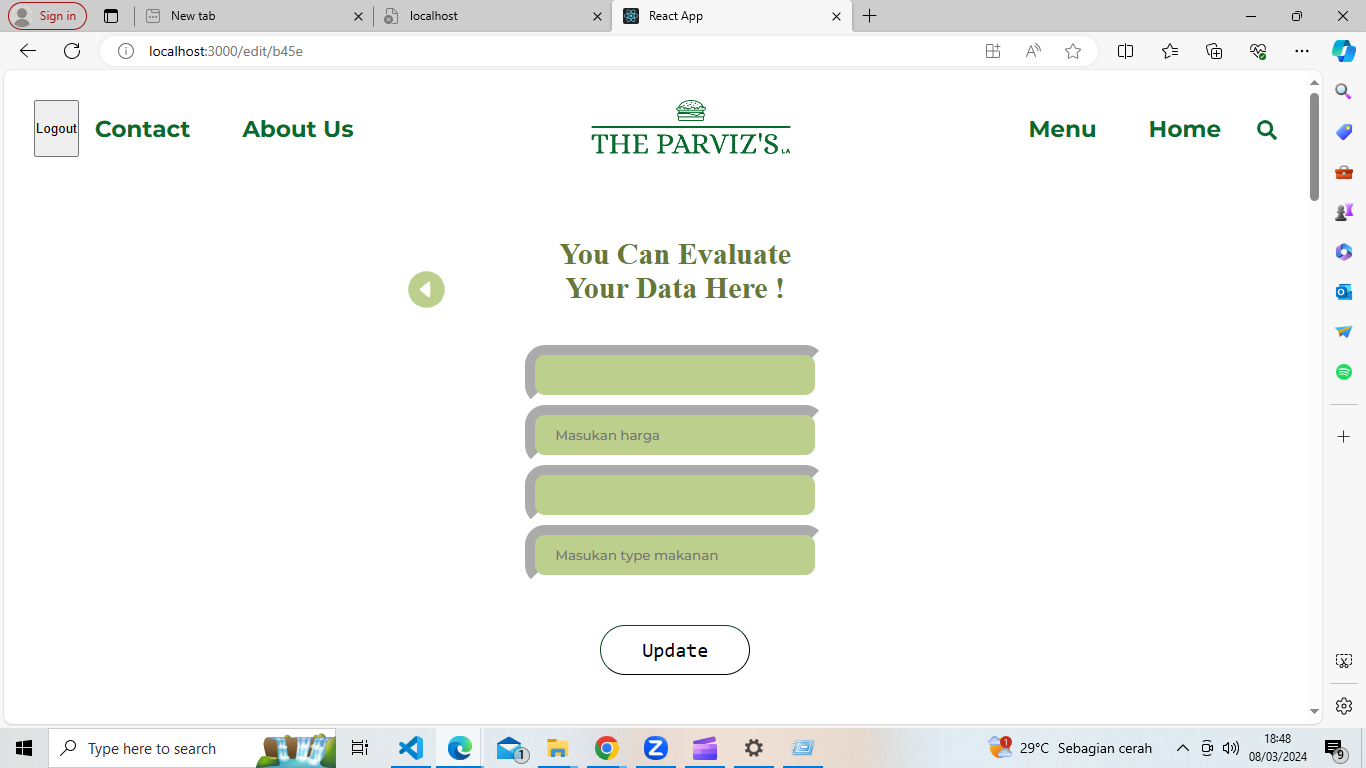 Sign in
New tab
localhost
React App
localhost:3000/edit/b45e
Logout
Contact
About Us
THE PARVIZ'S LA
Menu
Home
You Can Evaluate
Your Data Here !
Masukan harga
Masukan type makanan
Update
Type here to search
1
1
29°C Sebagian cerah
18:48
08/03/2024
9